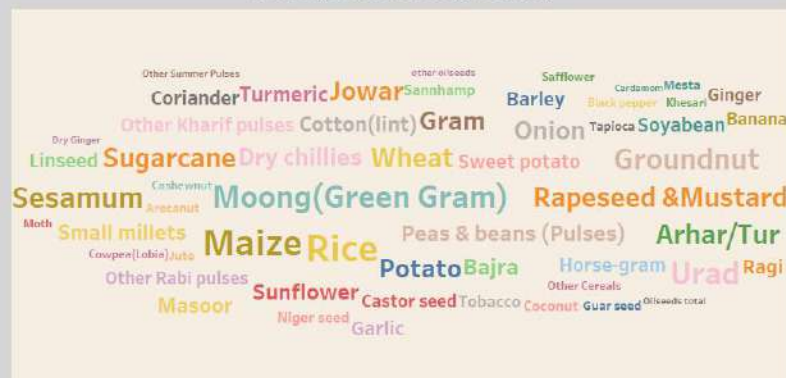 Other Summer Pulses
other oilseeds
Safflower
Coriander
Turmeric
Jowar
Sannhamp
Barley
Cardamom
Mesta
Black pepper
Khesari
Ginger
Other Kharif pulses
Cotton(lint)
Gram
Onion
Tapioca
Soyabean
Banana
Dry Ginger
Linseed
Sugarcane
Dry chillies
Wheat
Sweet potato
Groundnut
Sesamum
Cashewnut
Arecanut
Moong(Green Gram)
Rapeseed &Mustard
Moth
Small millets
Maize
Rice
Peas & beans (Pulses)
Arhar/Tur
Cowpea(Lobia)
Jute
Other Rabi pulses
Potato
Bajra
Horse-gram
Urad
Ragi
Masoor
Sunflower
Castor seed
Tobacco
Other Cereals
Coconut
Guar seed
Oilseeds total
Niger seed
Garlic